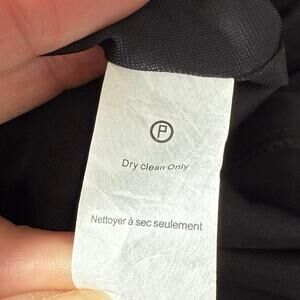 P
Dry clean Only
Nettoyer à sec seulement